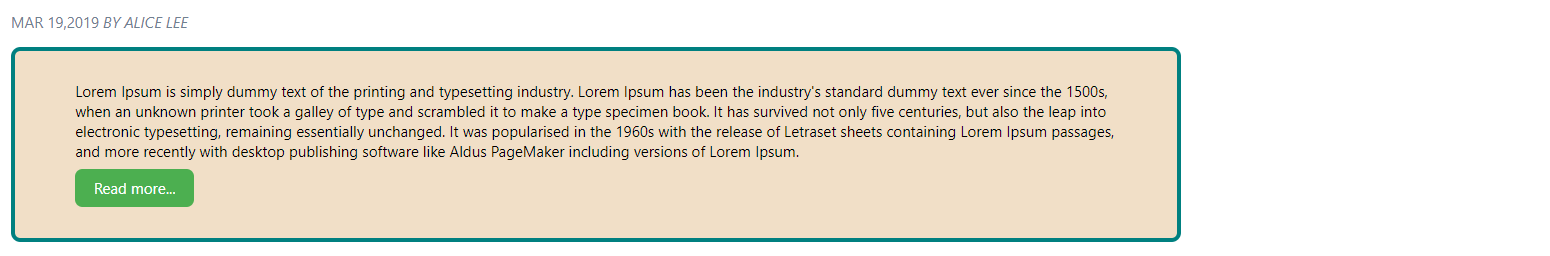 MAR 19,2019 BY ALICE LEE
Lorem Ipsum is simply dummy text of the printing and typesetting industry. Lorem Ipsum has been the industry's standard dummy text ever since the 1500s,
when an unknown printer took a galley of type and scrambled it to make a type specimen book. It has survived not only five centuries, but also the leap into
electronic typesetting, remaining essentially unchanged. It was popularised in the 1960s with the release of Letraset sheets containing Lorem Ipsum passages,
and more recently with desktop publishing software like Aldus PageMaker including versions of Lorem Ipsum.
Read more...